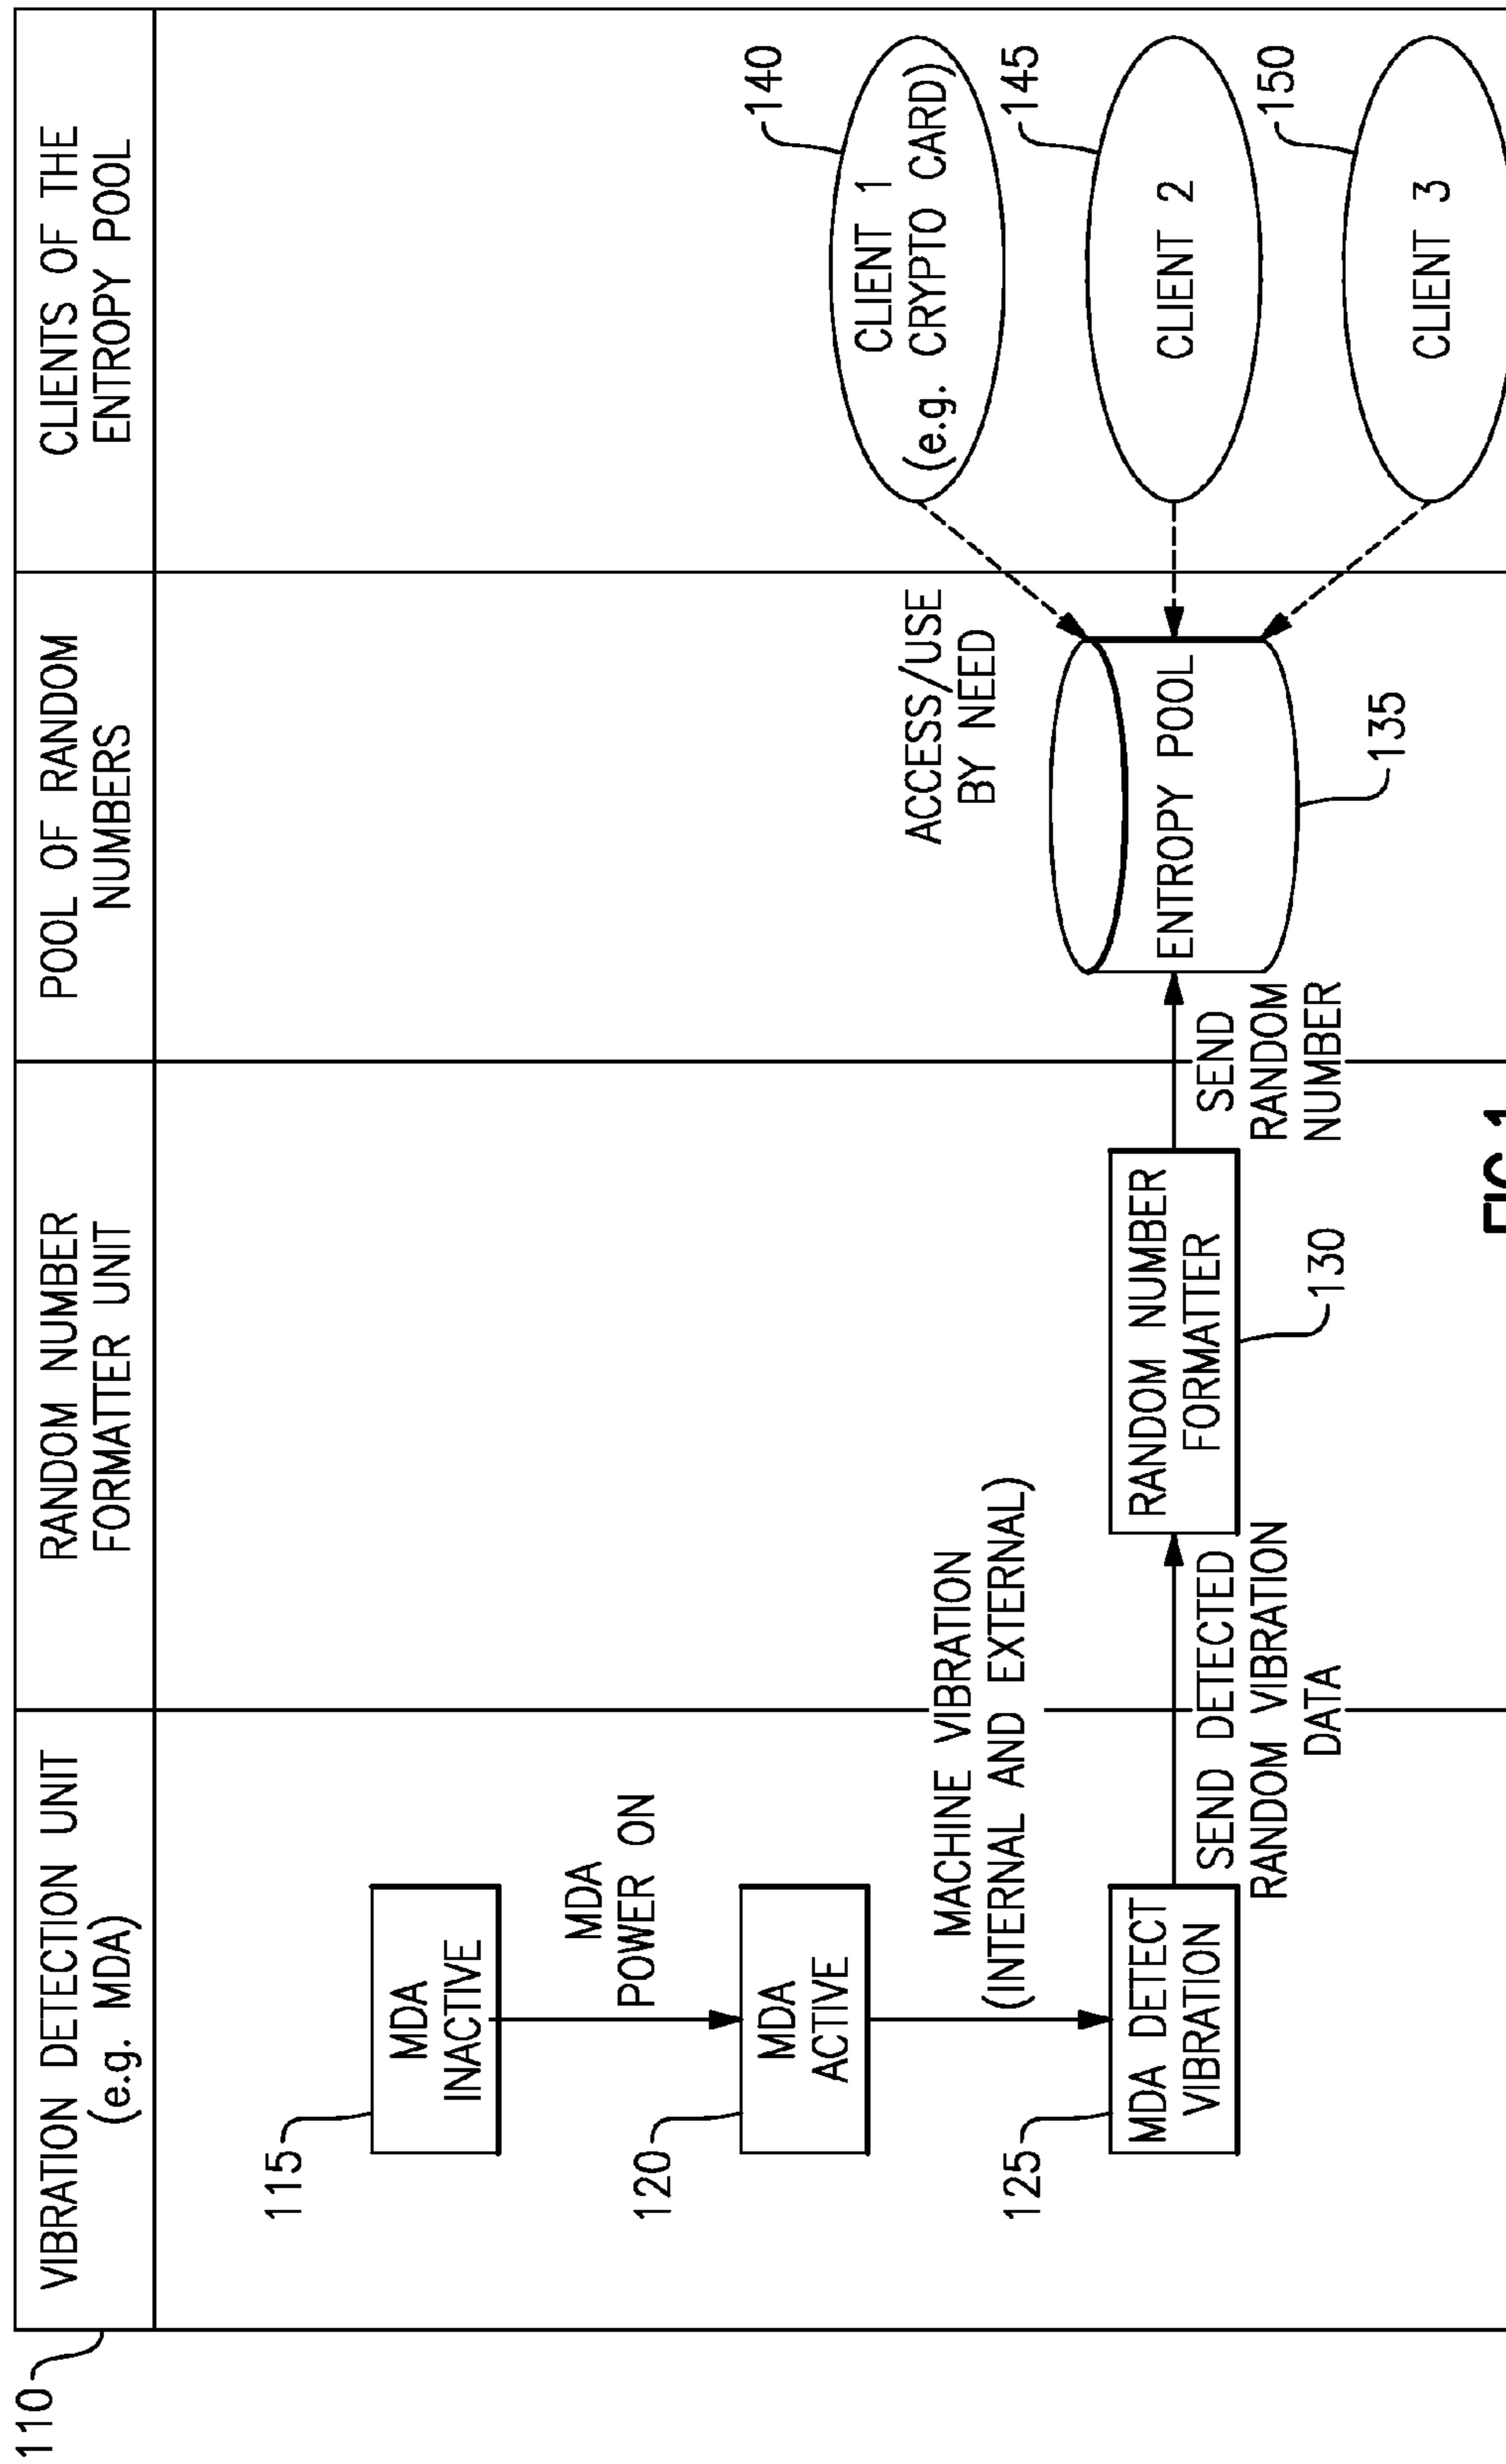 110
VIBRATION DETECTION UNIT
(e.g. MDA)
RANDOM NUMBER
FORMATTER UNIT
POOL OF RANDOM
NUMBERS
CLIENTS OF THE
ENTROPY POOL
115
MDA
INACTIVE
MDA
POWER ON
120
MDA
ACTIVE
MACHINE VIBRATION
(INTERNAL AND EXTERNAL)
125
MDA DETECT
VIBRATION
SEND DETECTED
RANDOM VIBRATION
DATA
RANDOM NUMBER
FORMATTER
130
SEND
RANDOM
NUMBER
ACCESS/USE
BY NEED
ENTROPY POOL
135
140
CLIENT 1
(e.g. CRYPTO CARD)
145
CLIENT 2
150
CLIENT 3
FIG.1